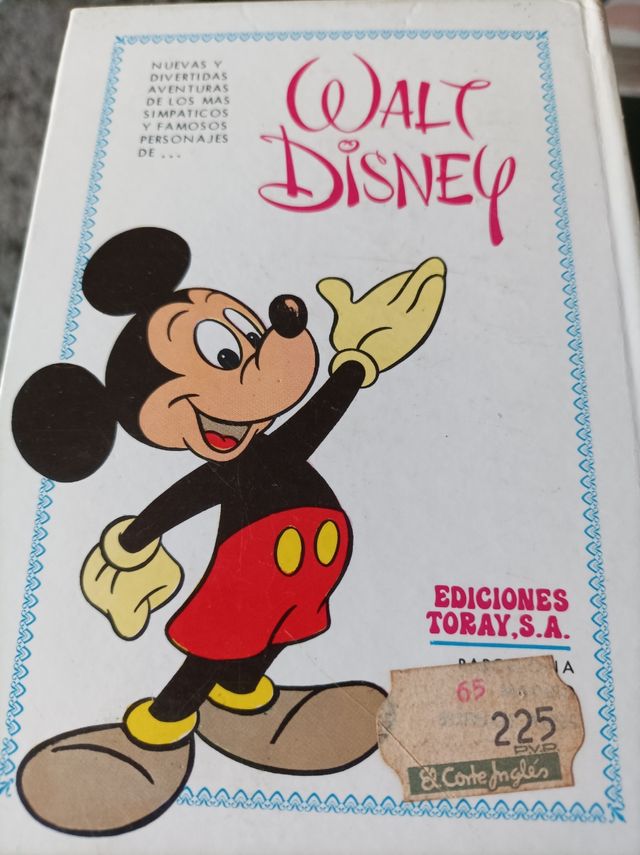 NUEVAS Y
DIVERTIDAS
AVENTURAS
DE LOS MAS
SIMPATICOS
Y FAMOSOS
PERSONAJES
DE ...
WALT
DISNEY
EDICIONES
TORAY, S.A.
65
225
P.V.P.
El Corte Inglés